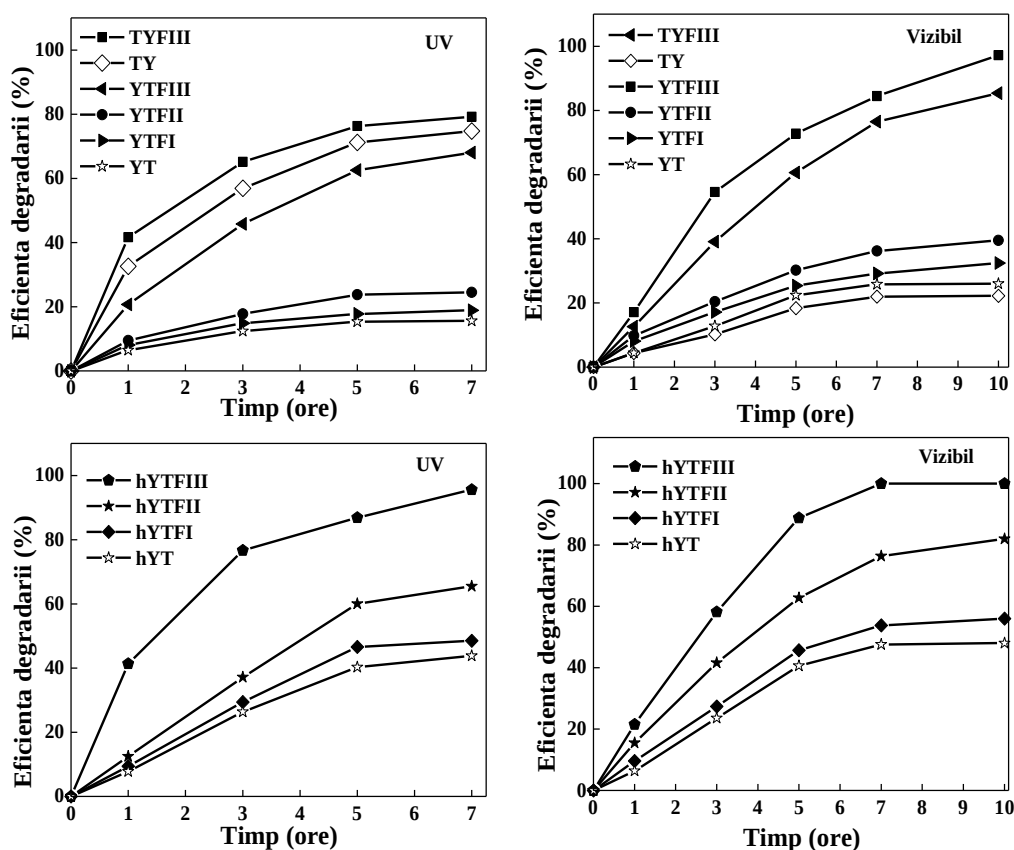 UV
TYFIII
TY
YTFIII
YTFII
YTFI
YT
Eficienta degradarii (%)
100
80
60
40
20
0
0 1 2 3 4 5 6 7
Timp (ore)
Vizibil
TYFIII
TY
YTFIII
YTFII
YTFI
YT
Eficienta degradarii (%)
100
80
60
40
20
0
0 1 2 3 4 5 6 7 8 9 10
Timp (ore)
UV
hYTFIII
hYTFII
hYTFI
hYT
Eficienta degradarii (%)
100
80
60
40
20
0
0 1 2 3 4 5 6 7
Timp (ore)
Vizibil
hYTFIII
hYTFII
hYTFI
hYT
Eficienta degradarii (%)
100
80
60
40
20
0
0 1 2 3 4 5 6 7 8 9 10
Timp (ore)